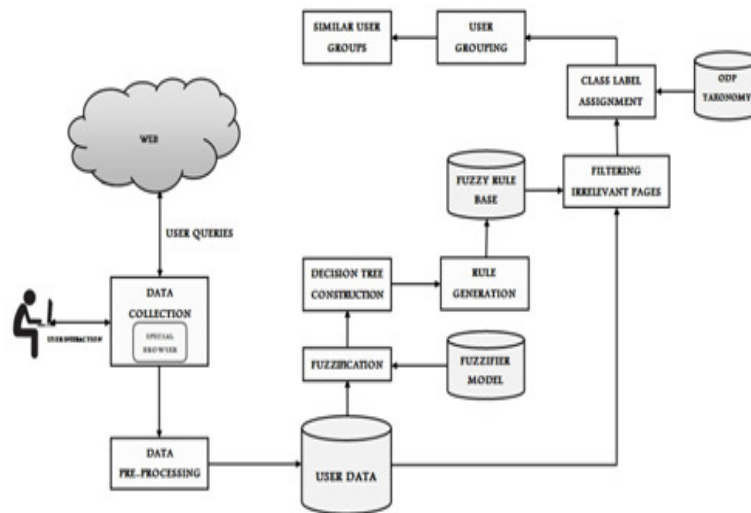 SIMILAR USER
GROUPS
USER
GROUPING
CLASS LABEL
ASSIGNMENT
ODP
TAXONOMY
WEB
FUZZY RULE
BASE
FILTERING
IRRELEVANT PAGES
USER QUERIES
DECISION TREE
CONSTRUCTION
RULE
GENERATION
DATA
COLLECTION
SPECIAL
BROWSER
USER INTERACTION
FUZZIFICATION
FUZZIFIER
MODEL
DATA
PRE-PROCESSING
USER DATA